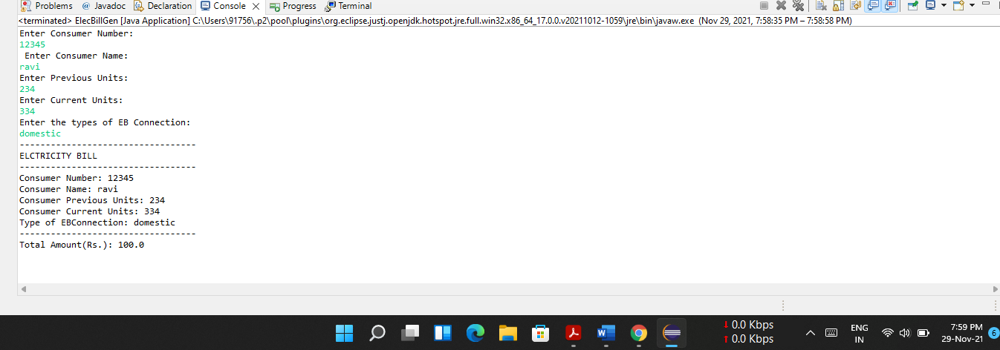 Problems @ Javadoc Declaration Console Progress Terminal
<terminated> ElecBillGen [Java Application] C:\Users\91756\.p2\pool\plugins\org.eclipse.justj.openjdk.hotspot.jre.full.win32.x86_64_17.0.0.v20211012-1059\jre\bin\javaw.exe (Nov 29, 2021, 7:58:35 PM – 7:58:58 PM)
Enter Consumer Number:
12345
Enter Consumer Name:
ravi
Enter Previous Units:
234
Enter Current Units:
334
Enter the types of EB Connection:
domestic
----------------------------------
ELCTRICITY BILL
----------------------------------
Consumer Number: 12345
Consumer Name: ravi
Consumer Previous Units: 234
Consumer Current Units: 334
Type of EBConnection: domestic
----------------------------------
Total Amount(Rs.): 100.0
0.0 Kbps
0.0 Kbps
ENG
IN
7:59 PM
29-Nov-21
6